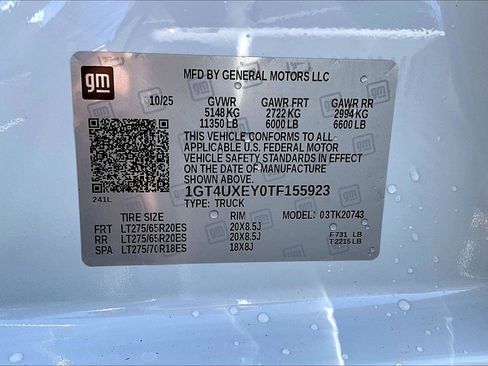 gm
MFD BY GENERAL MOTORS LLC
10/25 GVWR GAWR FRT GAWR RR
5148 KG 2722 KG 2994 KG
11350 LB 6000 LB 6600 LB
THIS VEHICLE CONFORMS TO ALL
APPLICABLE U.S. FEDERAL MOTOR
VEHICLE SAFETY STANDARDS IN EFFECT
ON THE DATE OF MANUFACTURE
SHOWN ABOVE.
1GT4UXEY0TF155923
241L TYPE: TRUCK
TIRE SIZE RIM MODEL: 03TK20743
FRT LT275/65R20ES 20X8.5J F:731 LB
RR LT275/65R20ES 20X8.5J T:2215 LB
SPA LT275/70R18ES 18X8J